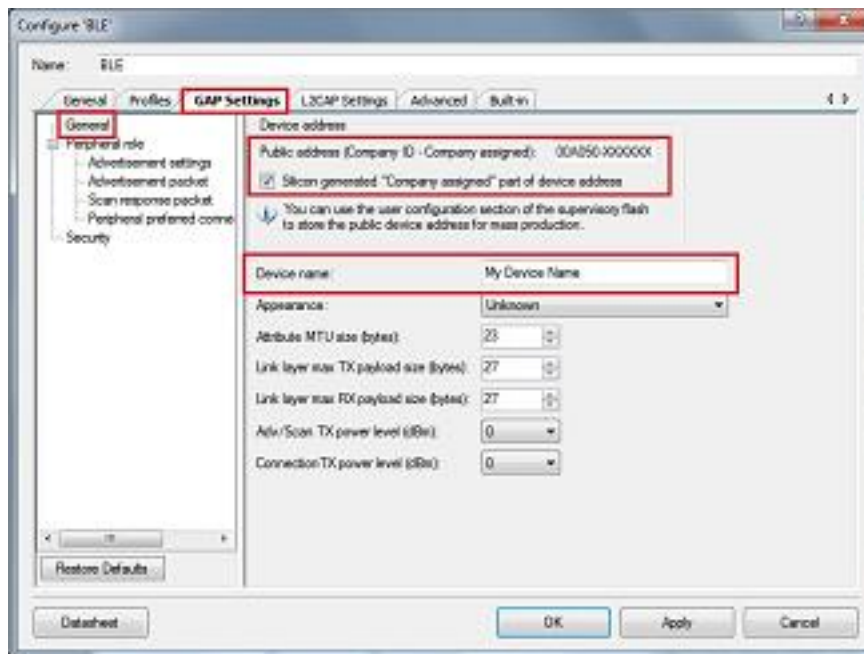 Configure 'BLE'
Name: BLE
General Profiles GAP Settings L2CAP Settings Advanced Built-in
General
Peripheral role
Advertisement settings
Advertisement packet
Scan response packet
Peripheral preferred conne
Security
Restore Defaults
Device address
Public address (Company ID - Company assigned): 00A050-XXXXXX
Silicon generated "Company assigned" part of device address
You can use the user configuration section of the supervisory flash
to store the public device address for mass production.
Device name: My Device Name
Appearance: Unknown
Attribute MTU size (bytes): 23
Link layer max TX payload size (bytes): 27
Link layer max RX payload size (bytes): 27
Adv/Scan TX power level (dBm): 0
Connection TX power level (dBm): 0
Datasheet OK Apply Cancel